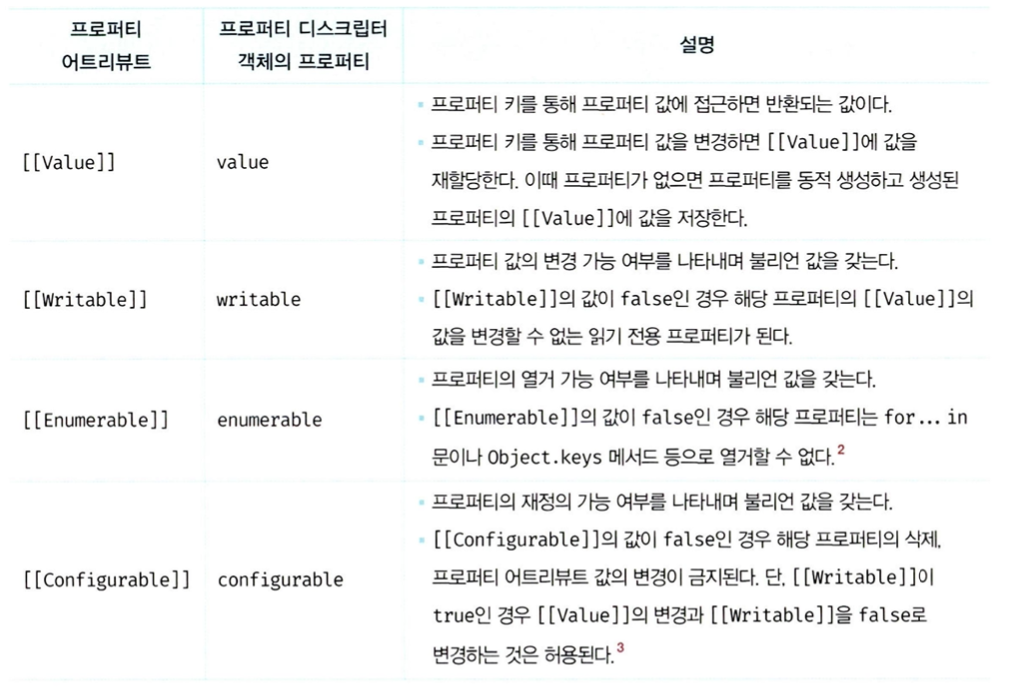 프로퍼티
어트리뷰트
프로퍼티 디스크립터
객체의 프로퍼티
설명
[[Value]]
value
▪ 프로퍼티 키를 통해 프로퍼티 값에 접근하면 반환되는 값이다.
▪ 프로퍼티 키를 통해 프로퍼티 값을 변경하면 [[Value]]에 값을
재할당한다. 이때 프로퍼티가 없으면 프로퍼티를 동적 생성하고 생성된
프로퍼티의 [[Value]]에 값을 저장한다.
[[Writable]]
writable
▪ 프로퍼티 값의 변경 가능 여부를 나타내며 불리언 값을 갖는다.
▪ [[Writable]]의 값이 false인 경우 해당 프로퍼티의 [[Value]]의
값을 변경할 수 없는 읽기 전용 프로퍼티가 된다.
[[Enumerable]]
enumerable
▪ 프로퍼티의 열거 가능 여부를 나타내며 불리언 값을 갖는다.
▪ [[Enumerable]]의 값이 false인 경우 해당 프로퍼티는 for...in
문이나 Object.keys 메서드 등으로 열거할 수 없다.2
[[Configurable]]
configurable
▪ 프로퍼티의 재정의 가능 여부를 나타내며 불리언 값을 갖는다.
▪ [[Configurable]]의 값이 false인 경우 해당 프로퍼티의 삭제,
프로퍼티 어트리뷰트 값의 변경이 금지된다. 단, [[Writable]]이
true인 경우 [[Value]]의 변경과 [[Writable]]을 false로
변경하는 것은 허용된다.3